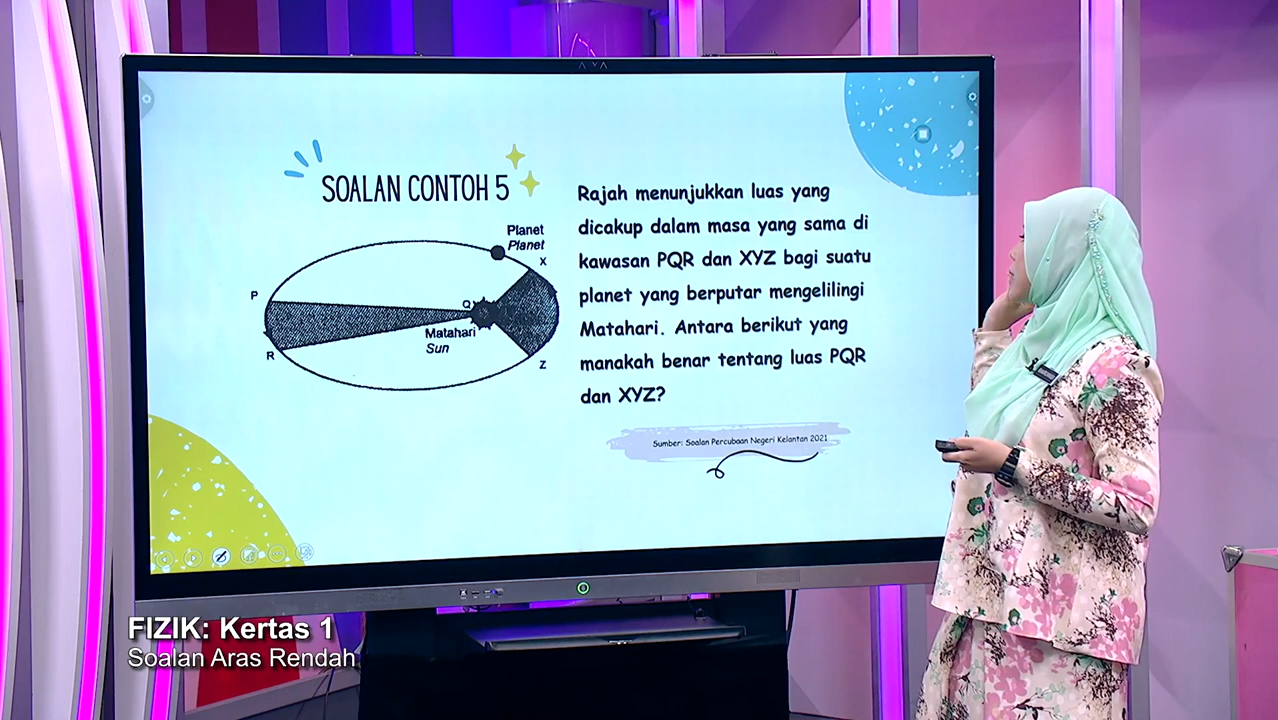 SOALAN CONTOH 5
Planet
Planet
X
P
Q
Matahari
Sun
R
Z
Rajah menunjukkan luas yang
dicakup dalam masa yang sama di
kawasan PQR dan XYZ bagi suatu
planet yang berputar mengelilingi
Matahari. Antara berikut yang
manakah benar tentang luas PQR
dan XYZ?
Sumber: Soalan Percubaan Negeri Kelantan 2021
FIZIK: Kertas 1
Soalan Aras Rendah